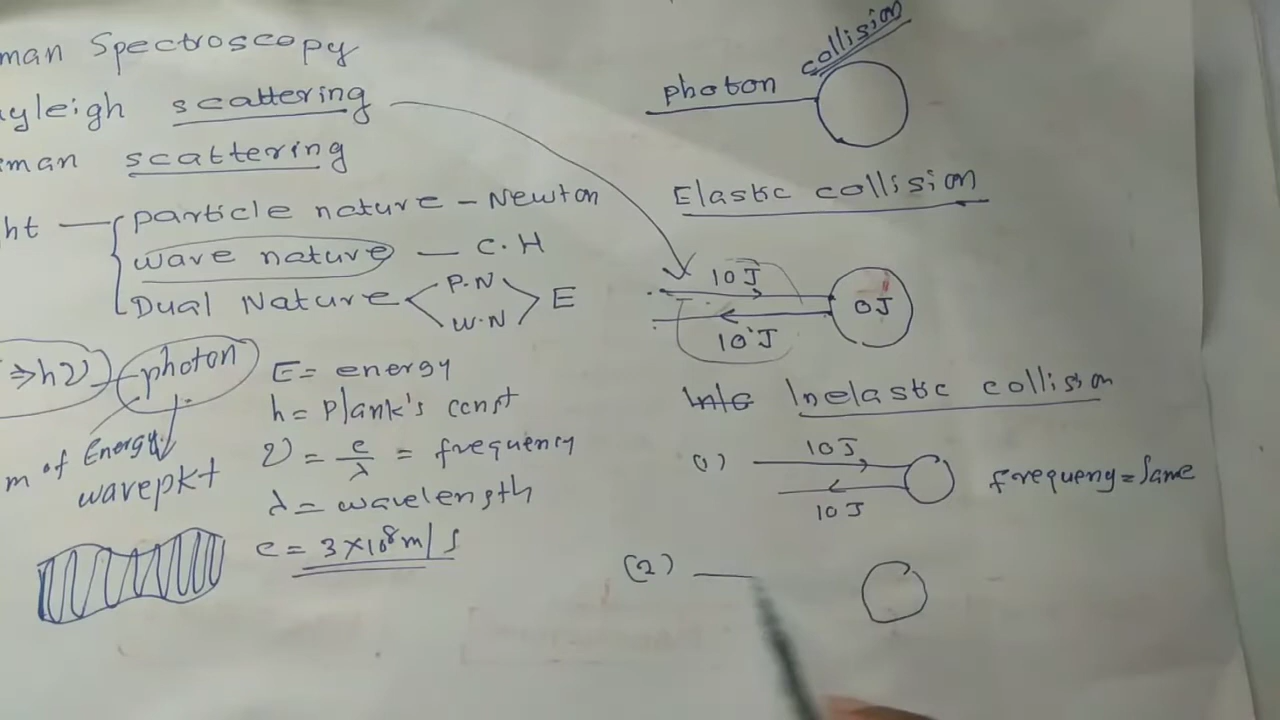 man Spectroscopy
yleigh scattering
man scattering
ht — particle nature - Newton
wave nature — C.H
Dual Nature P.N
W.N E
⇒hν photon
m of Energy
wavepkt
E = energy
h = Plank's const
ν = c/λ = frequency
λ = wavelength
c = 3×10⁸ m/s
collision
photon
Elastic collision
10 J
0J
10 J
Inelastic collision
(1) 10 J
10 J
frequeny = Same
(2)